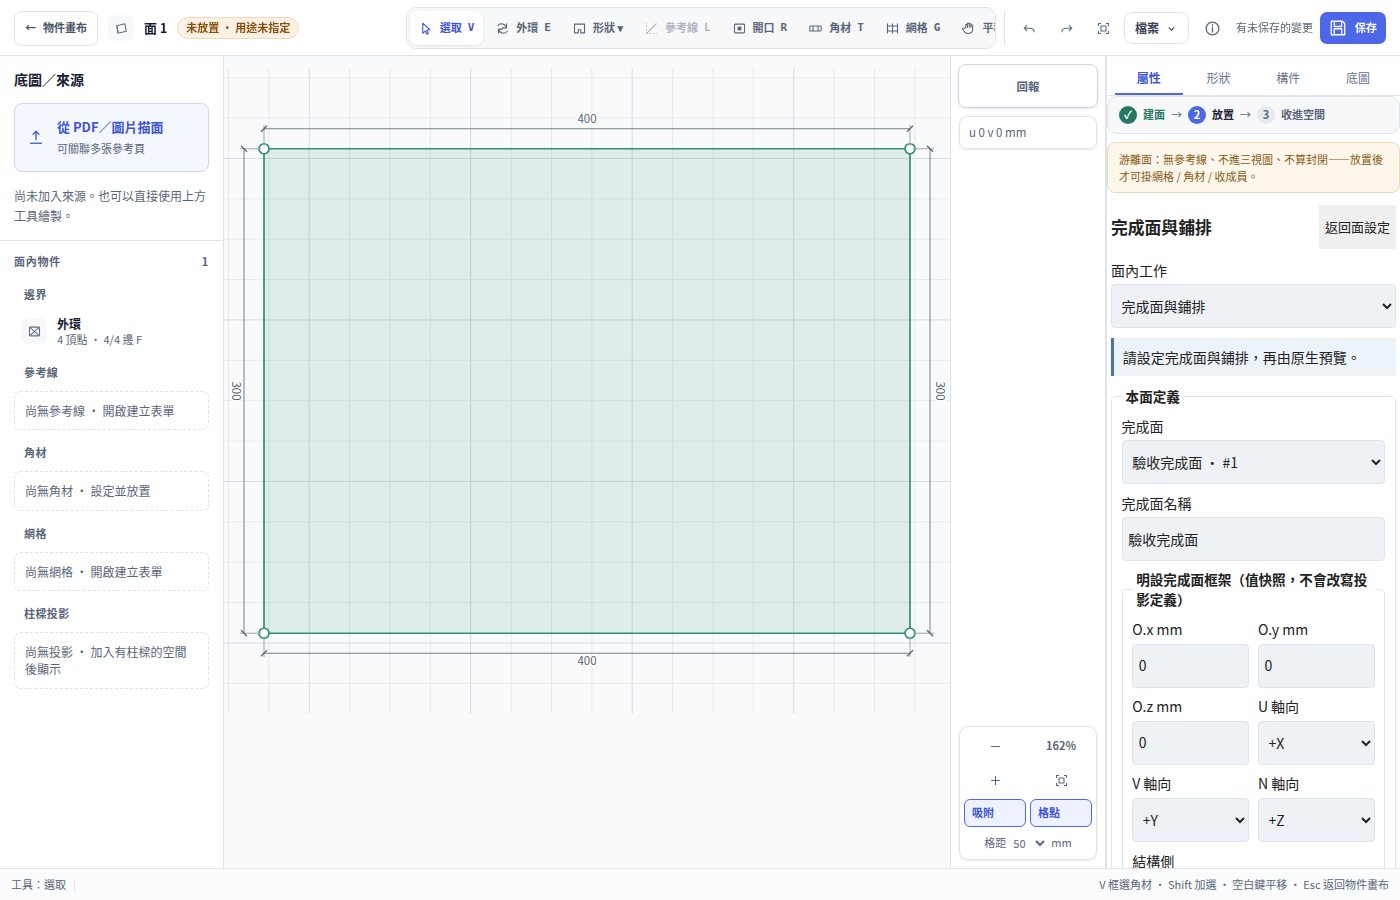 ← 物件畫布
面 1
未放置 · 用途未指定
選取 V
外環 E
形狀▾
參考線 L
開口 R
角材 T
網格 G
檔案
有未保存的變更
保存
底圖／來源
從 PDF／圖片描面
可關聯多張參考頁
尚未加入來源。也可以直接使用上方
工具繪製。
面內物件 1
邊界
外環
4 頂點 · 4/4 邊 F
參考線
尚無參考線 · 開啟建立表單
角材
尚無角材 · 設定並放置
網格
尚無網格 · 開啟建立表單
柱樑投影
尚無投影 · 加入有柱樑的空間
後顯示
400
300
300
400
回報
u 0 v 0 mm
− 162%
+
吸附 格點
格距 50 mm
屬性 形狀 構件 底圖
✓ 建面 → 2 放置 → 3 收進空間
游離面：無參考線、不進三視圖、不算封閉——放置後
才可掛網格 / 角材 / 收成員。
完成面與鋪排
返回面設定
面內工作
完成面與鋪排
請設定完成面與鋪排，再由原生預覽。
本面定義
完成面
驗收完成面 · #1
完成面名稱
驗收完成面
明設完成面框架（值快照，不會改寫投
影定義）
O.x mm O.y mm
0 0
O.z mm U 軸向
0 +X
V 軸向 N 軸向
+Y +Z
結構側
工具：選取
V 框選角材 · Shift 加選 · 空白鍵平移 · Esc 返回物件畫布